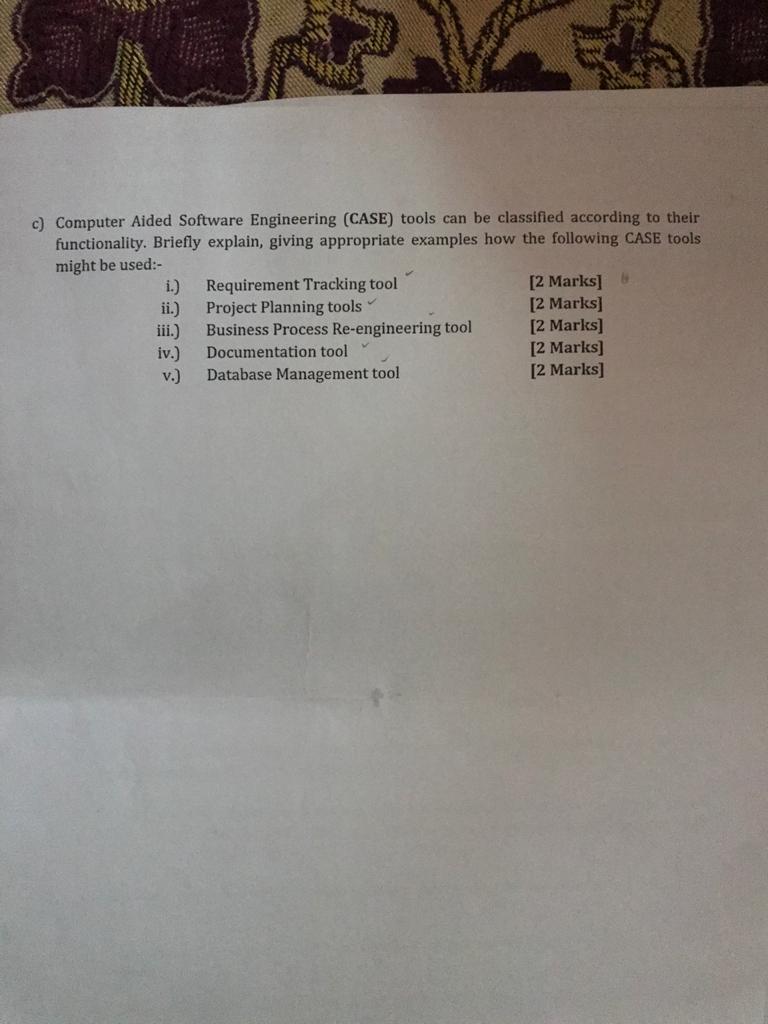 c) Computer Aided Software Engineering (CASE) tools can be classified according to their
functionality. Briefly explain, giving appropriate examples how the following CASE tools
might be used:-
i.) Requirement Tracking tool [2 Marks]
ii.) Project Planning tools [2 Marks]
iii.) Business Process Re-engineering tool [2 Marks]
iv.) Documentation tool [2 Marks]
v.) Database Management tool [2 Marks]